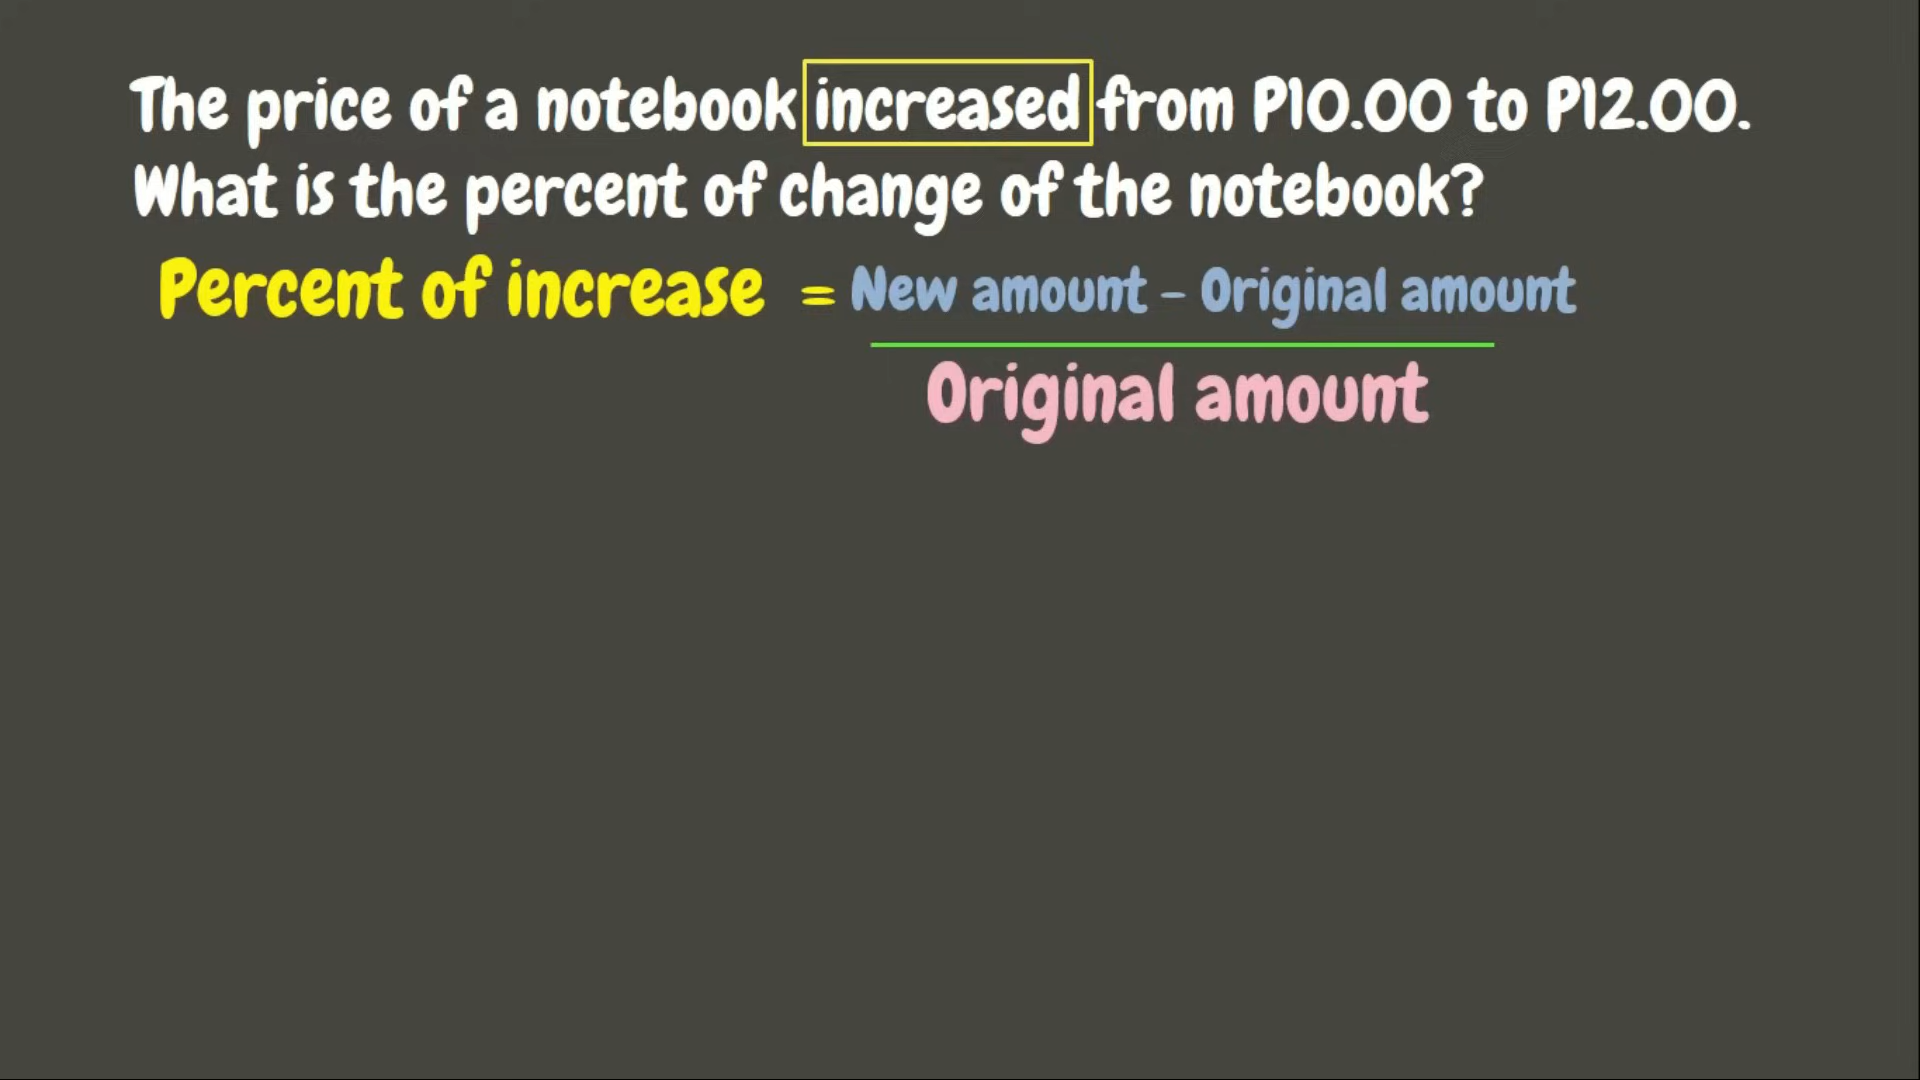 The price of a notebook increased from P10.00 to P12.00.
What is the percent of change of the notebook?
Percent of increase = New amount - Original amount
Original amount